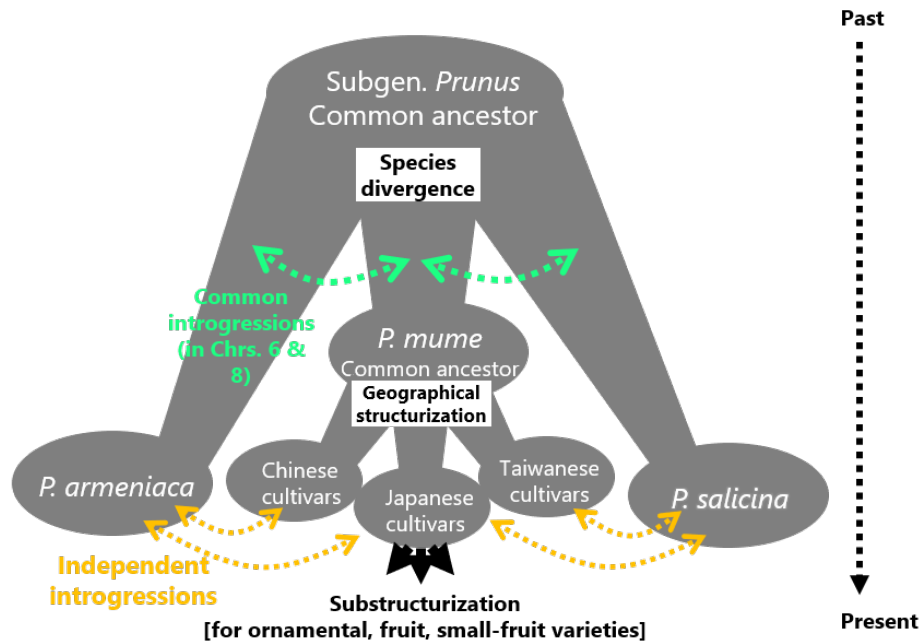 Past
Subgen. Prunus
Common ancestor
Species
divergence
Common
introgressions
(in Chrs. 6 &
8)
P. mume
Common ancestor
Geographical
structurization
P. armeniaca
Chinese
cultivars
Japanese
cultivars
Taiwanese
cultivars
P. salicina
Independent
introgressions
Substructurization
[for ornamental, fruit, small-fruit varieties]
Present